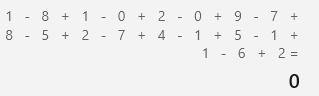 1 - 8 + 1 - 0 + 2 - 0 + 9 - 7 +
8 - 5 + 2 - 7 + 4 - 1 + 5 - 1 +
1 - 6 + 2 =
0